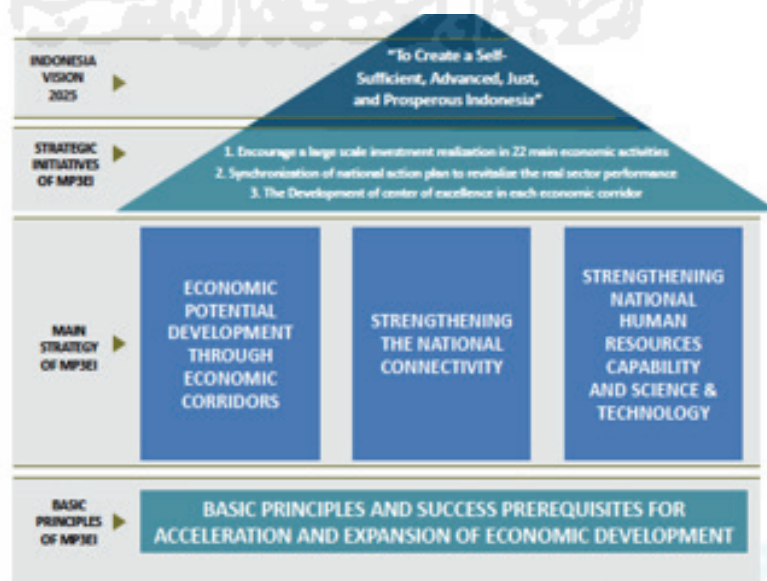 INDONESIA
VISION
2025
"To Create a Self-
Sufficient, Advanced, Just,
and Prosperous Indonesia"
STRATEGIC
INITIATIVES
OF MP3EI
1. Encourage a large scale investment realization in 22 main economic activities
2. Synchronization of national action plan to revitalize the real sector performance
3. The Development of center of excellence in each economic corridor
MAIN
STRATEGY
OF MP3EI
ECONOMIC
POTENTIAL
DEVELOPMENT
THROUGH
ECONOMIC
CORRIDORS
STRENGTHENING
THE NATIONAL
CONNECTIVITY
STRENGTHENING
NATIONAL
HUMAN
RESOURCES
CAPABILITY
AND SCIENCE &
TECHNOLOGY
BASIC
PRINCIPLES
OF MP3EI
BASIC PRINCIPLES AND SUCCESS PREREQUISITES FOR
ACCELERATION AND EXPANSION OF ECONOMIC DEVELOPMENT